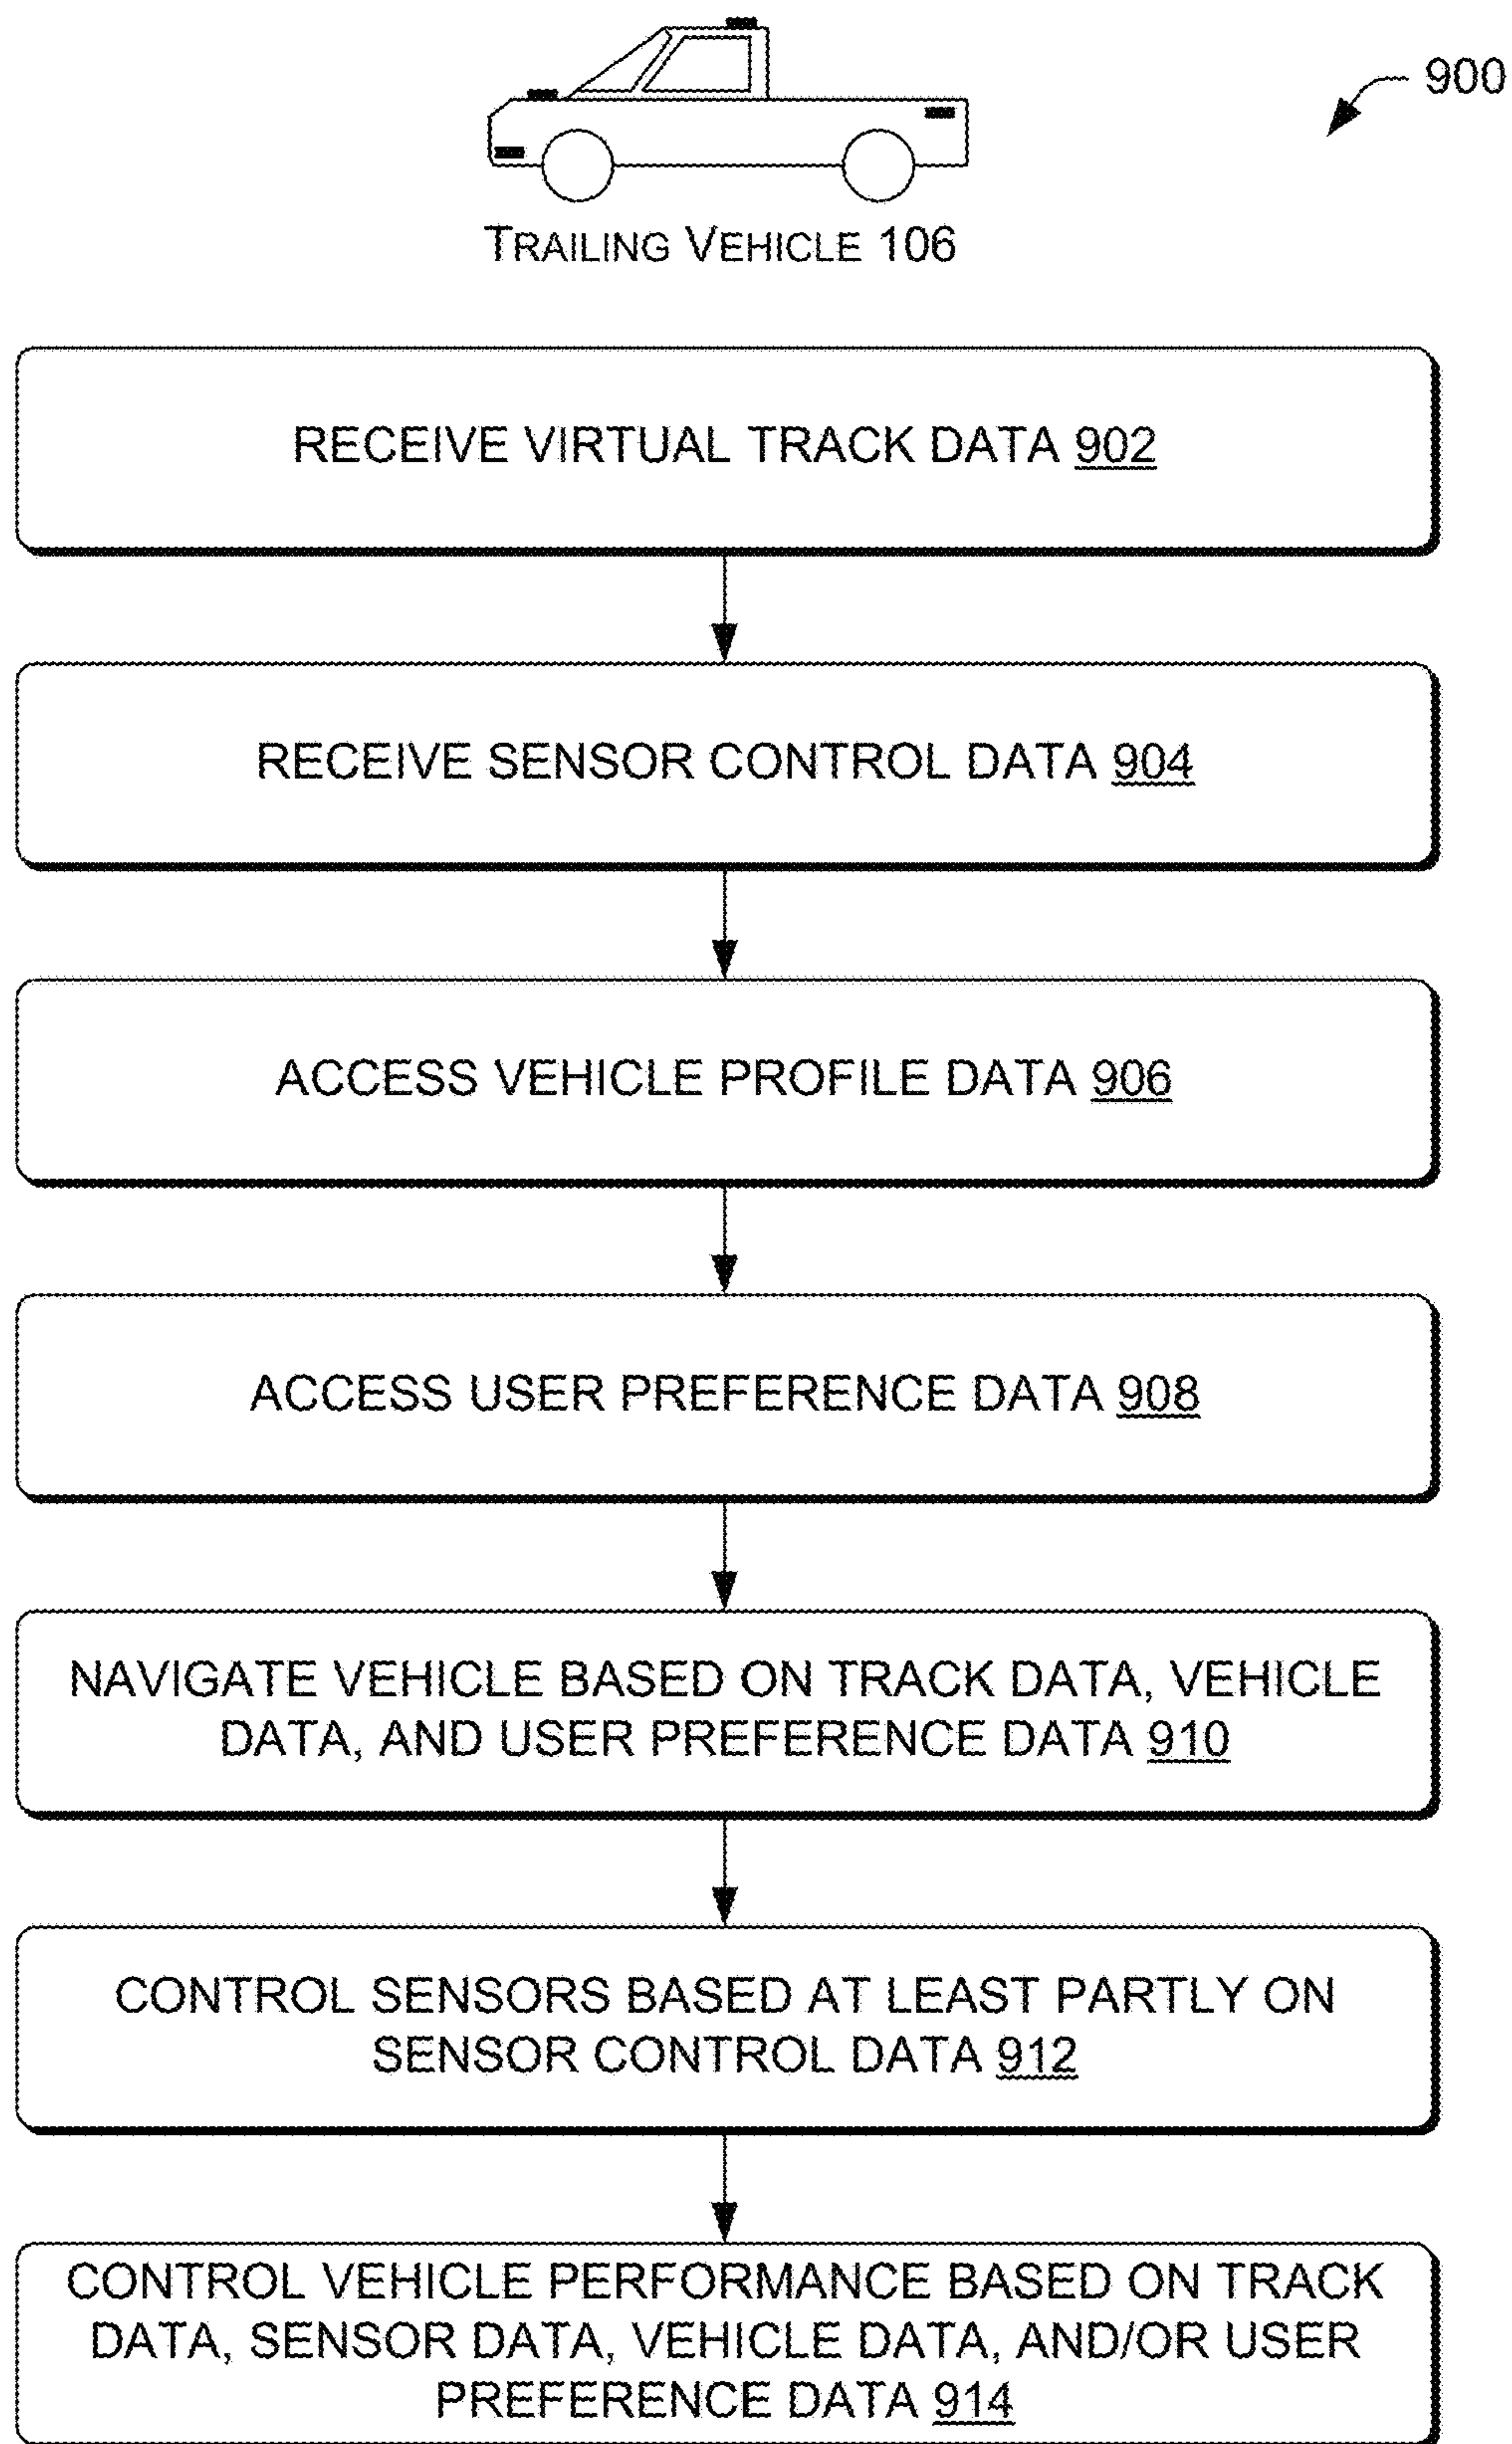 900
TRAILING VEHICLE 106
RECEIVE VIRTUAL TRACK DATA 902
RECEIVE SENSOR CONTROL DATA 904
ACCESS VEHICLE PROFILE DATA 906
ACCESS USER PREFERENCE DATA 908
NAVIGATE VEHICLE BASED ON TRACK DATA, VEHICLE
DATA, AND USER PREFERENCE DATA 910
CONTROL SENSORS BASED AT LEAST PARTLY ON
SENSOR CONTROL DATA 912
CONTROL VEHICLE PERFORMANCE BASED ON TRACK
DATA, SENSOR DATA, VEHICLE DATA, AND/OR USER
PREFERENCE DATA 914